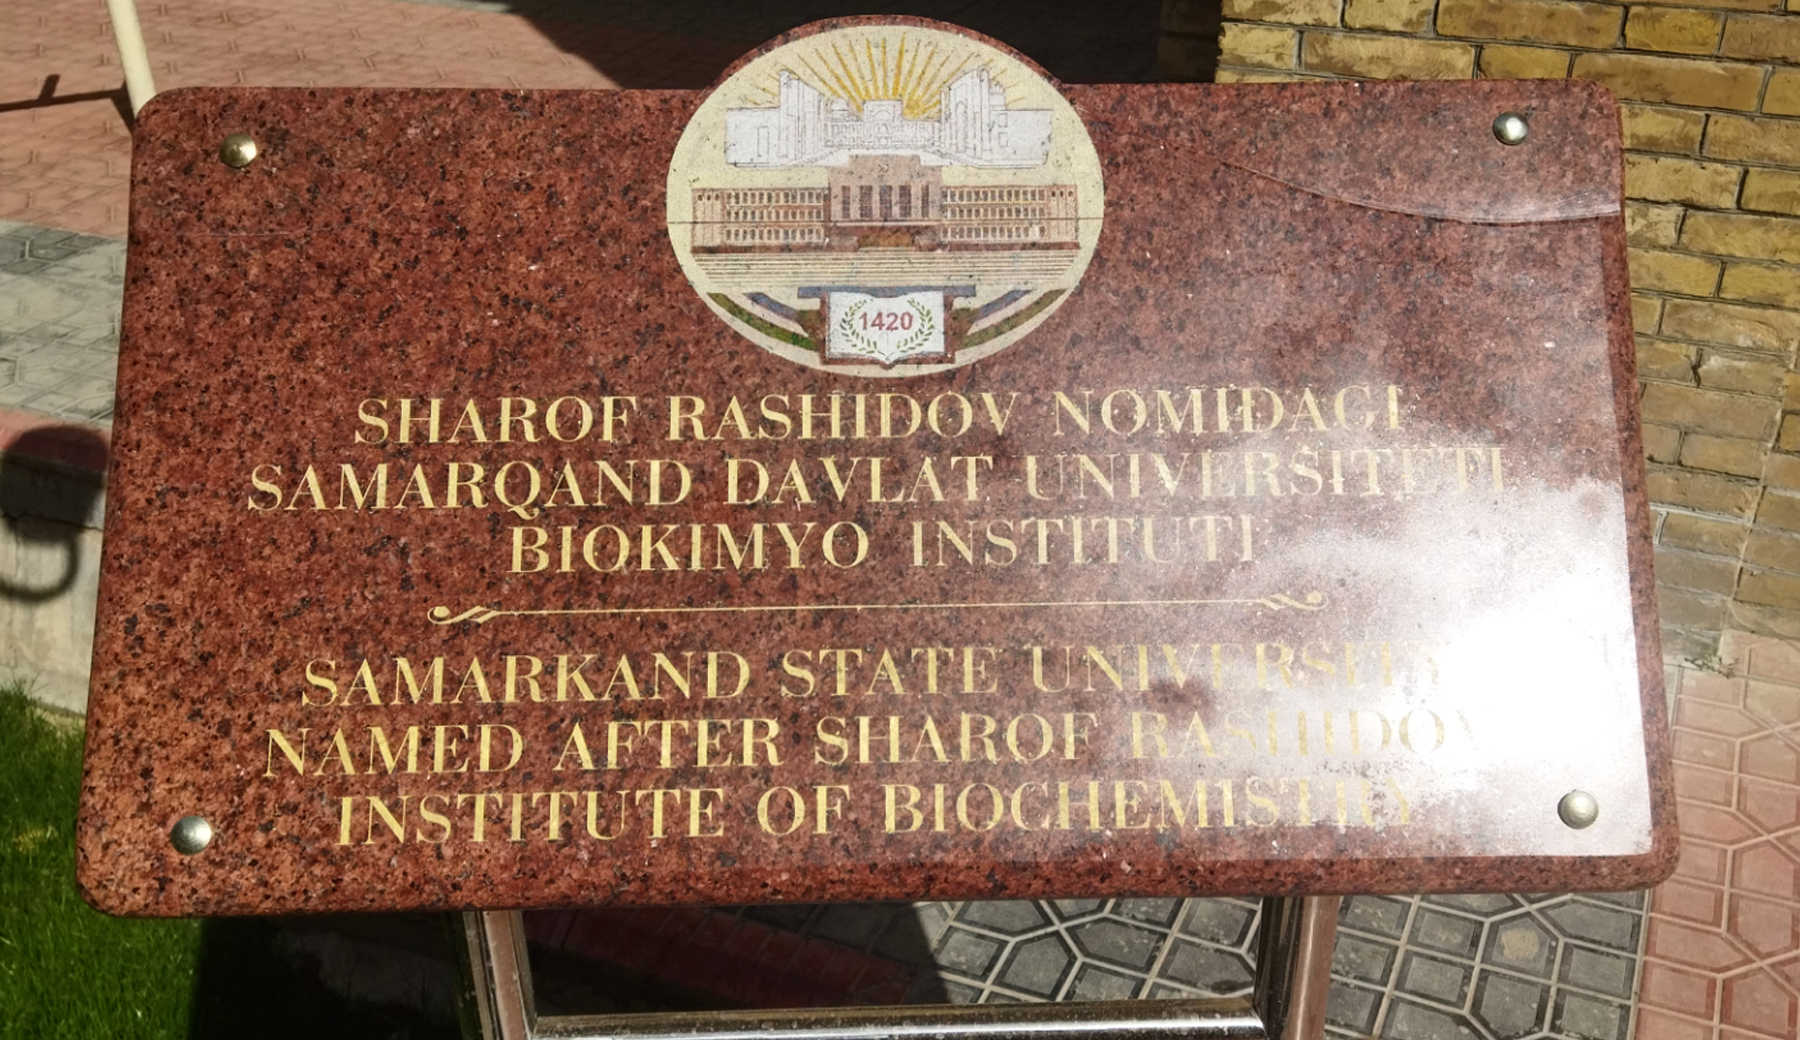 1420
SHAROF RASHIDOV NOMIDAGI
SAMARQAND DAVLAT UNIVERSITETI
BIOKIMYO INSTITUTI
SAMARKAND STATE UNIVERSITY
NAMED AFTER SHAROF RASHIDOV
INSTITUTE OF BIOCHEMISTRY